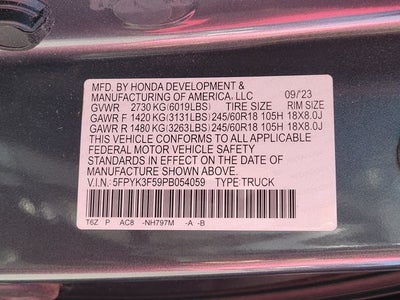 MFD. BY HONDA DEVELOPMENT &
MANUFACTURING OF AMERICA, LLC 09/'23
GVWR 2730 KG (6019LBS) TIRE SIZE RIM SIZE
GAWR F 1420 KG (3131LBS) 245/60R18 105H 18X8.0J
GAWR R 1480 KG (3263LBS) 245/60R18 105H 18X8.0J
THIS VEHICLE CONFORMS TO ALL APPLICABLE
FEDERAL MOTOR VEHICLE SAFETY
STANDARDS IN EFFECT ON THE DATE OF
MANUFACTURE SHOWN ABOVE.
V.I.N.: 5FPYK3F59PB054059 TYPE:TRUCK
T6Z P AC8 -NH797M -A -B